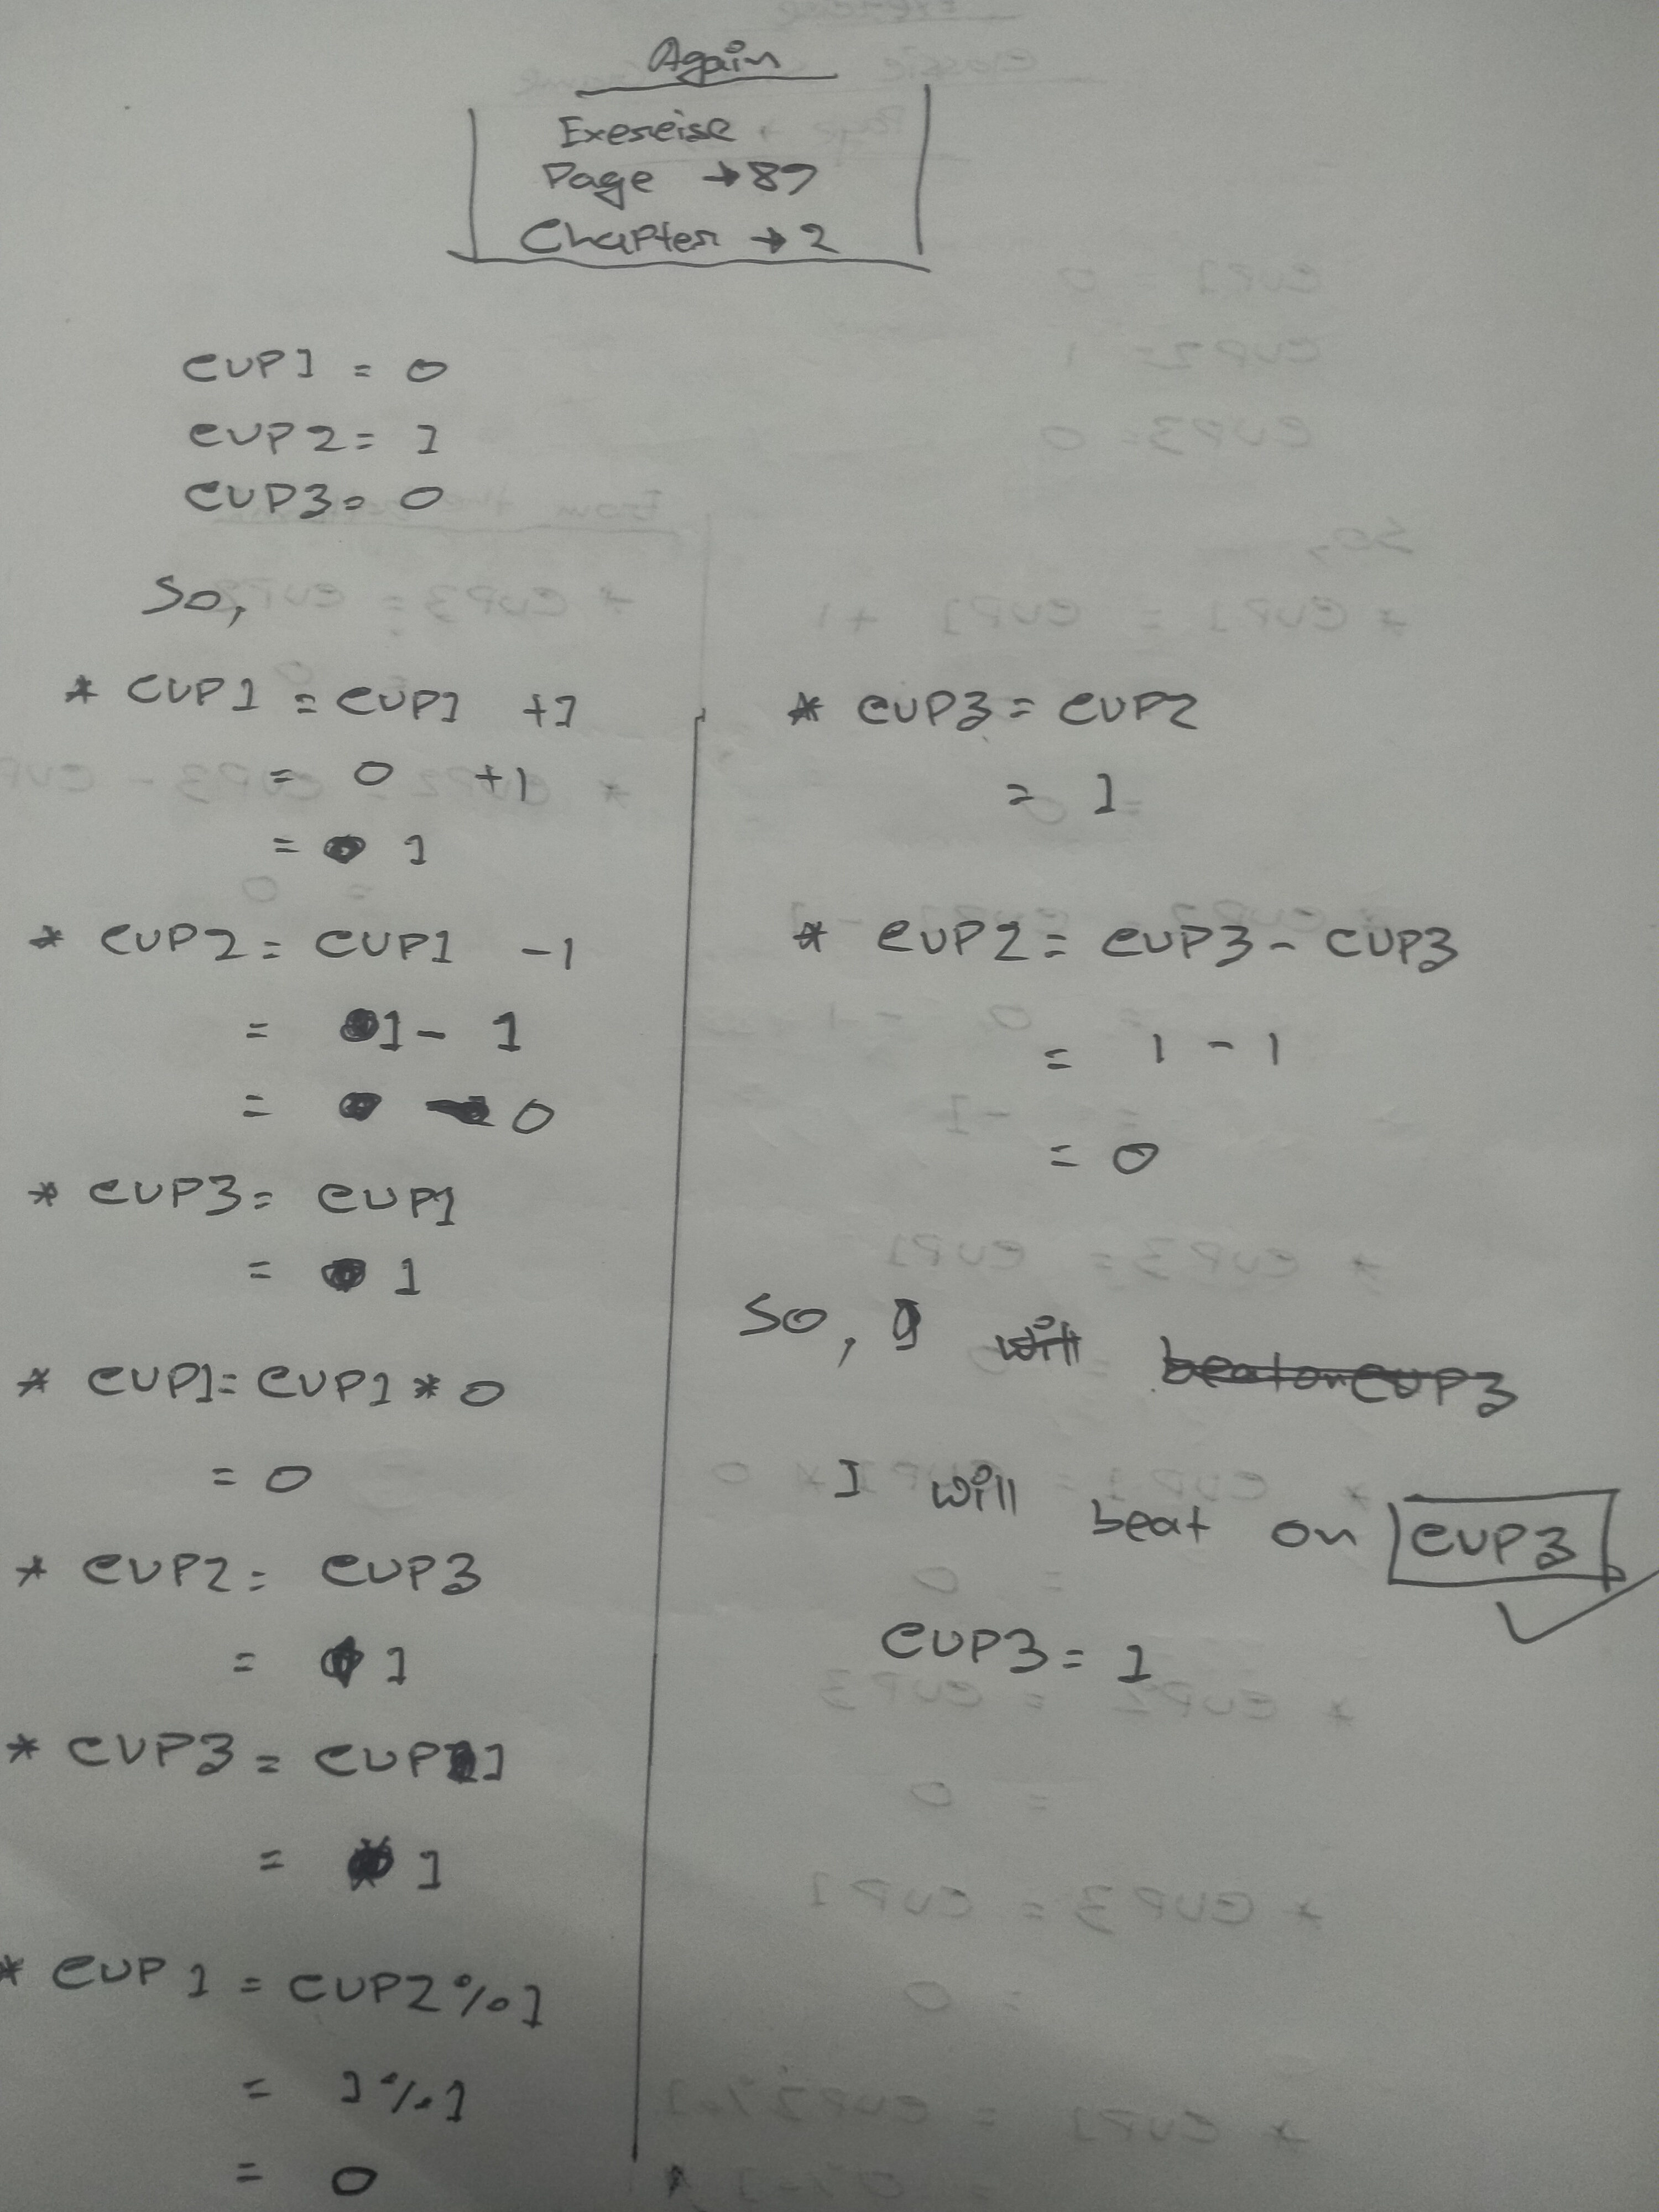 Again
Exercise
Page → 89
Chapter → 2
CUP1 = 0
CUP2 = 1
CUP3 = 0
So,
* CUP1 = CUP1 +1
= 0 +1
= 1
* CUP2 = CUP1 -1
= 1 - 1
= 0
* CUP3 = CUP1
= 1
* CUP1 = CUP1 * 0
= 0
* CUP2 = CUP3
= 1
* CUP3 = CUP1
= 1
* CUP1 = CUP2%1
= 1%1
= 0
* CUP3 = CUP2
= 1
* CUP2 = CUP3 - CUP3
= 1 - 1
= 0
So, I will beat on CUP3
I will beat on CUP3
CUP3 = 1